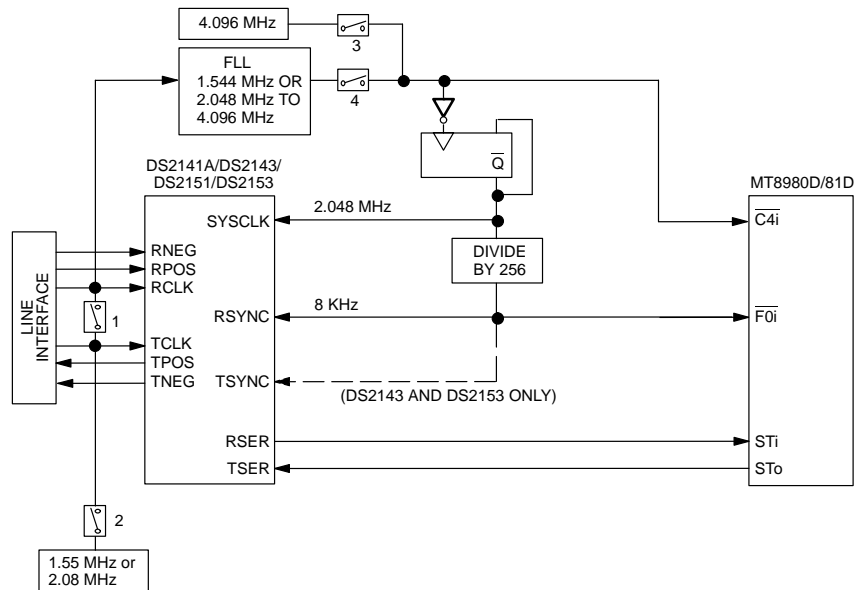 4.096 MHz
3
FLL
1.544 MHz OR
2.048 MHz TO
4.096 MHz
4
Q
DS2141A/DS2143/
DS2151/DS2153
MT8980D/81D
SYSCLK
2.048 MHz
C4i
DIVIDE
BY 256
LINE
INTERFACE
RNEG
RPOS
RCLK
1
RSYNC
8 KHz
F0i
TCLK
TPOS
TNEG
TSYNC
(DS2143 AND DS2153 ONLY)
RSER
STi
TSER
STo
2
1.55 MHz or
2.08 MHz